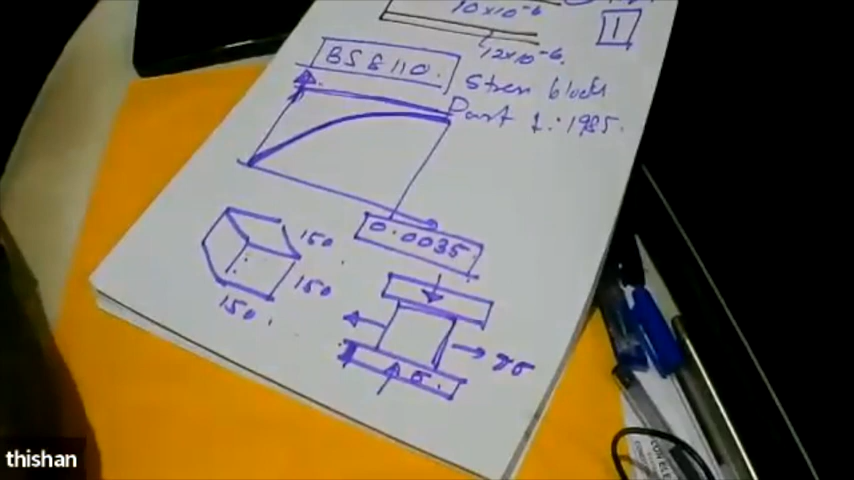 10×10⁻⁶
1
12×10⁻⁶.
BS 8110.
Stress block
Part 1: 1985.
0.0035
150
150
150
σ
thishan